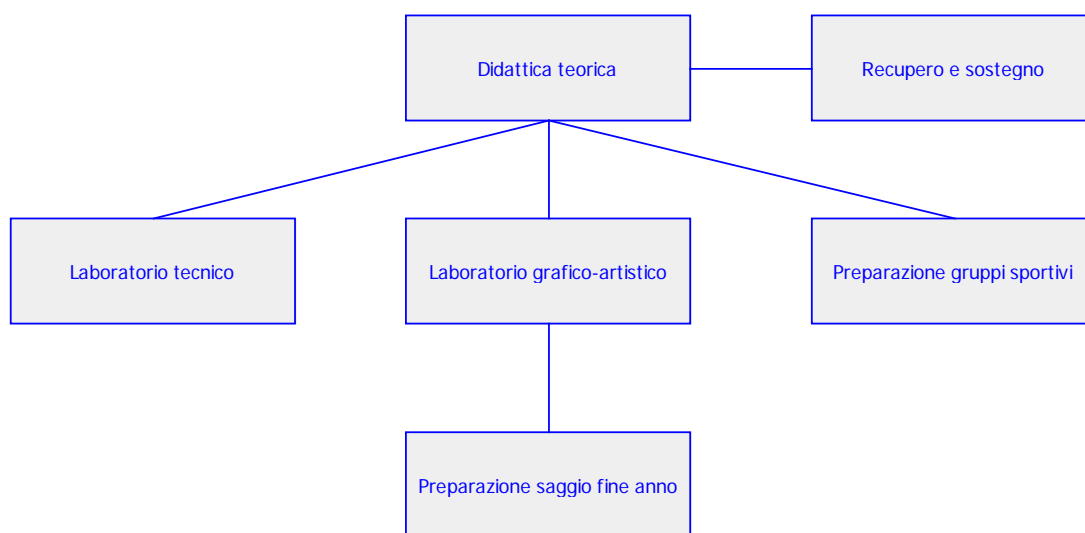 Didattica teorica
Recupero e sostegno
Laboratorio tecnico
Laboratorio grafico-artistico
Preparazione gruppi sportivi
Preparazione saggio fine anno